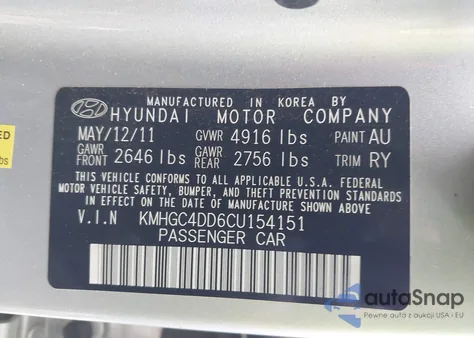 MANUFACTURED IN KOREA BY
HYUNDAI MOTOR COMPANY
MAY/12/11 GVWR 4916 lbs PAINT AU
GAWR FRONT 2646 lbs GAWR REAR 2756 lbs TRIM RY
THIS VEHICLE CONFORMS TO ALL APPLICABLE U.S.A. FEDERAL
MOTOR VEHICLE SAFETY, BUMPER, AND THEFT PREVENTION STANDARDS
IN EFFECT ON THE DATE OF MANUFACTURE SHOWN ABOVE.
V.I.N KMHGC4DD6CU154151
PASSENGER CAR
ED
bs
autoSnap
Pewne auta z aukcji USA - EU